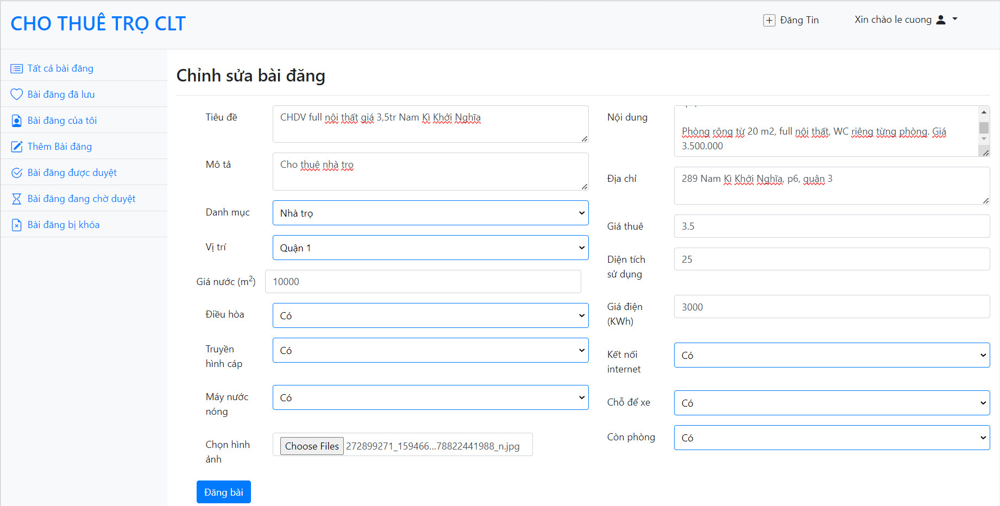 CHO THUÊ TRỌ CLT
Đăng Tin
Xin chào le cuong
Tất cả bài đăng
Bài đăng đã lưu
Bài đăng của tôi
Thêm Bài đăng
Bài đăng được duyệt
Bài đăng đang chờ duyệt
Bài đăng bị khóa
Chỉnh sửa bài đăng
Tiêu đề
CHDV full nội thất giá 3,5tr Nam Kì Khởi Nghĩa
Mô tả
Cho thuê nhà trọ
Danh mục
Nhà trọ
Vị trí
Quận 1
Giá nước (m²)
10000
Điều hòa
Có
Truyền
hình cáp
Có
Máy nước
nóng
Có
Chọn hình
ảnh
Choose Files 272899271_159466...78822441988_n.jpg
Đăng bài
Nội dung
Phòng rộng từ 20 m2, full nội thất, WC riêng từng phòng. Giá
3.500.000
Địa chỉ
289 Nam Kì Khởi Nghĩa, p6, quận 3
Giá thuê
3.5
Diện tích
sử dụng
25
Giá điện
(KWh)
3000
Kết nối
internet
Có
Chỗ để xe
Có
Còn phòng
Có